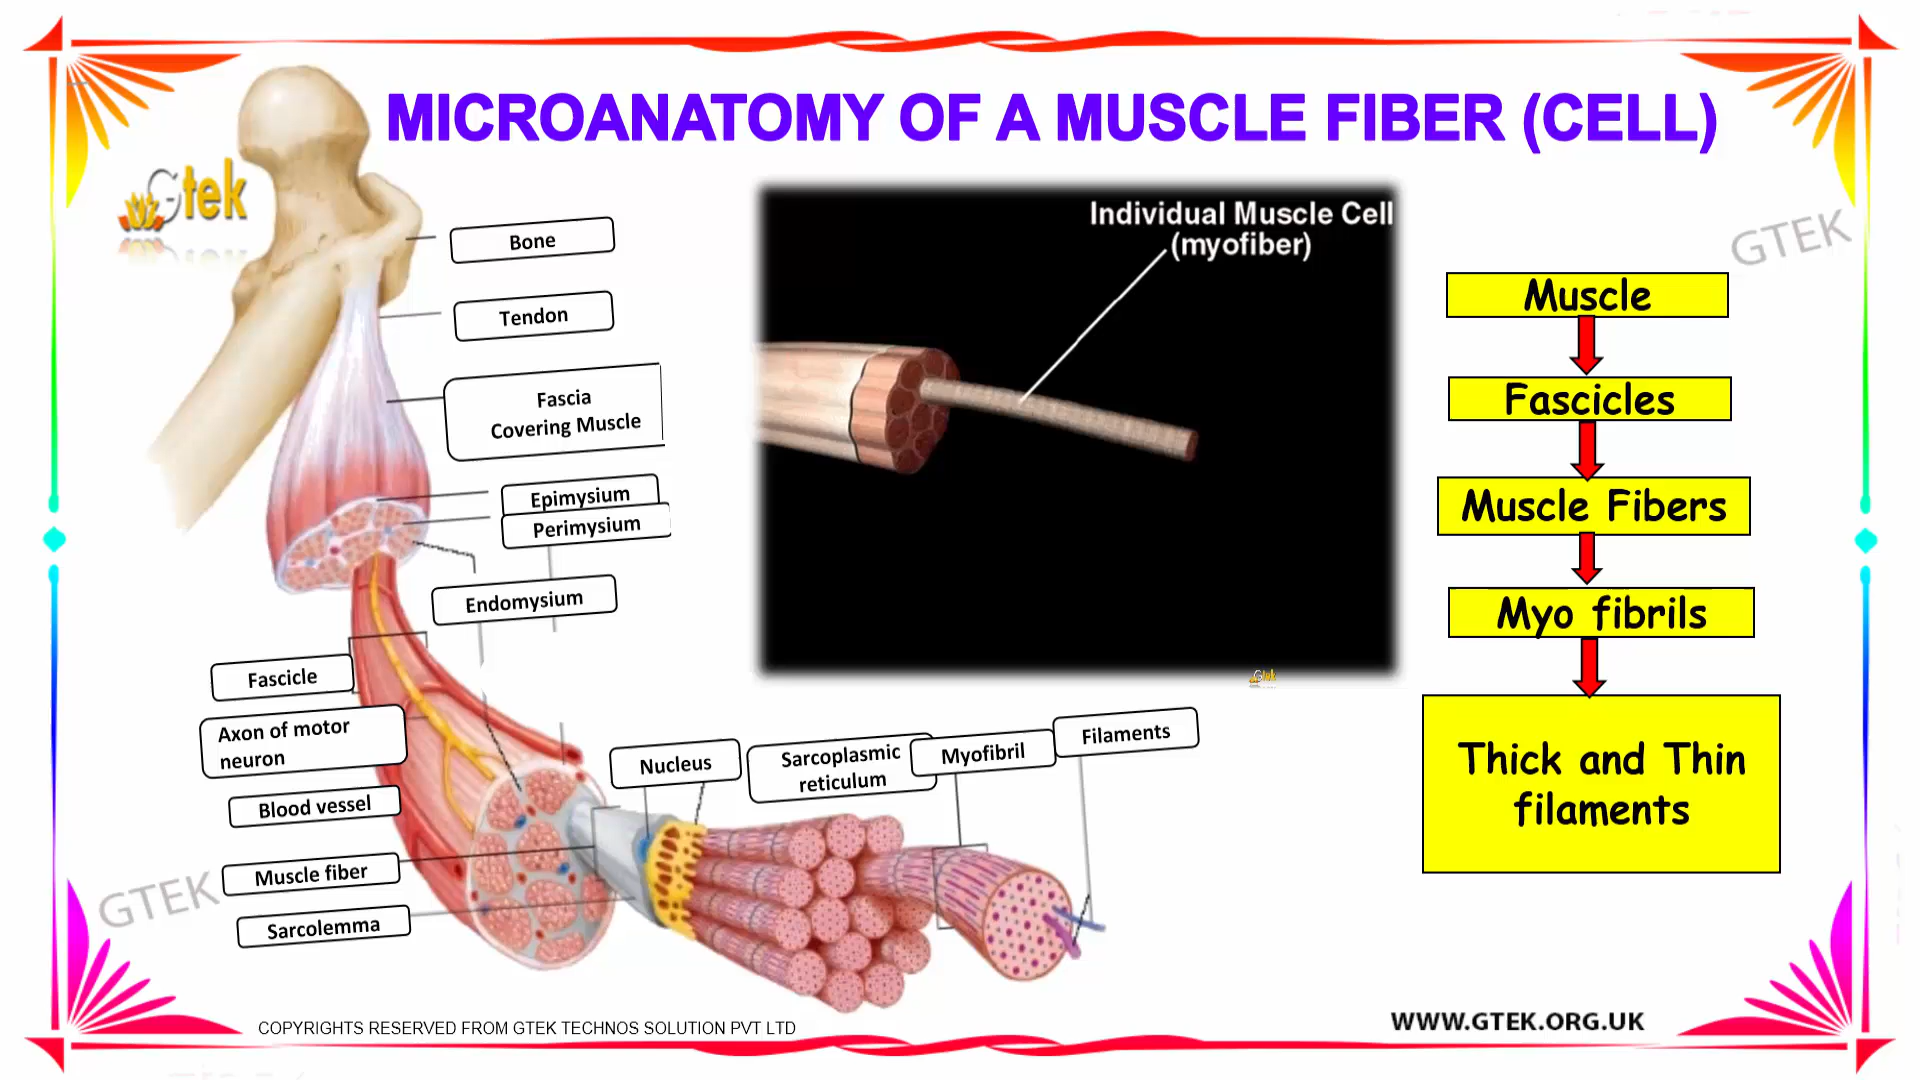 MICROANATOMY OF A MUSCLE FIBER (CELL)
Gtek
Bone
Tendon
Fascia
Covering Muscle
Epimysium
Perimysium
Endomysium
Fascicle
Axon of motor
neuron
Blood vessel
Muscle fiber
Sarcolemma
Nucleus
Sarcoplasmic
reticulum
Myofibril
Filaments
Individual Muscle Cell
(myofiber)
Gtek
GTEK
Muscle
Fascicles
Muscle Fibers
Myo fibrils
Thick and Thin
filaments
GTEK
COPYRIGHTS RESERVED FROM GTEK TECHNOS SOLUTION PVT LTD
WWW.GTEK.ORG.UK